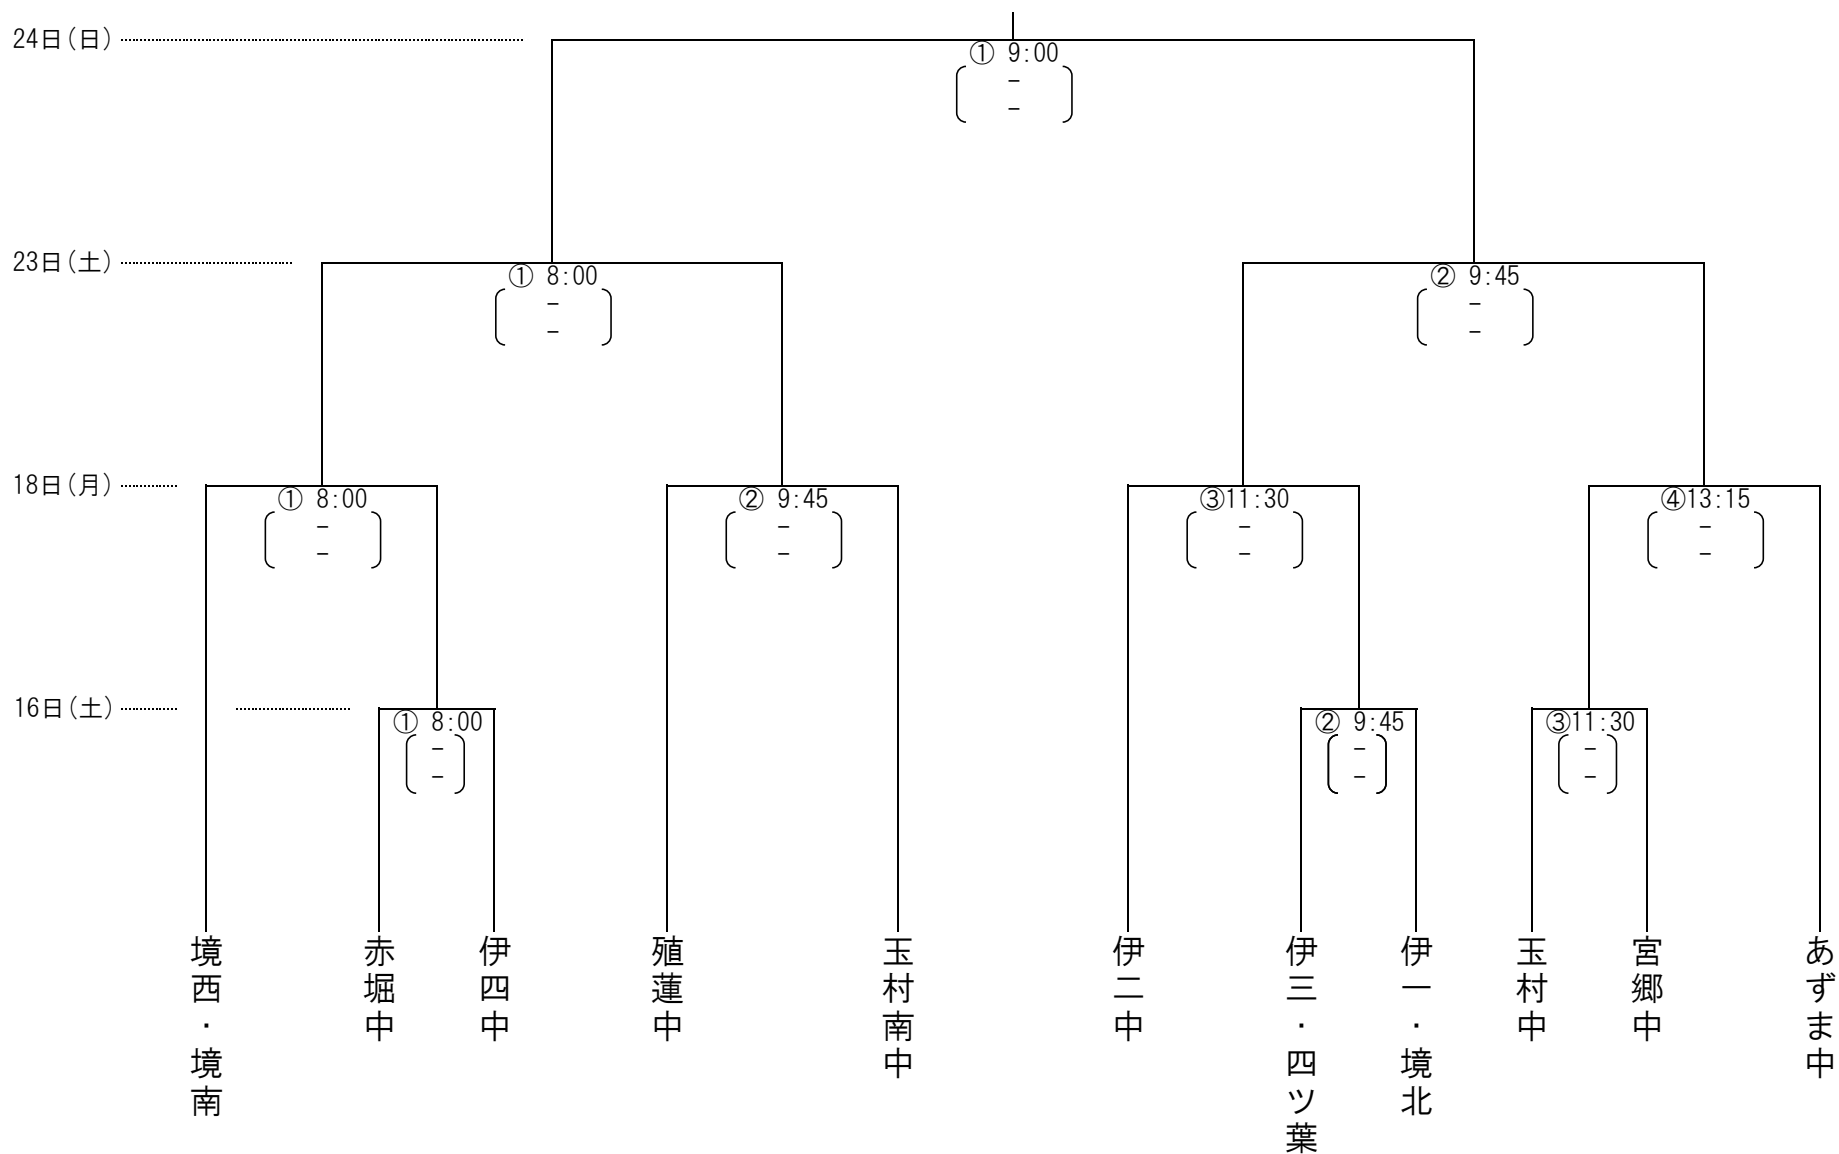 24日(日)
① 9:00
-
-
23日(土)
① 8:00
-
-
② 9:45
-
-
18日(月)
① 8:00
-
-
② 9:45
-
-
③11:30
-
-
④13:15
-
-
16日(土)
① 8:00
-
-
② 9:45
-
-
③11:30
-
-
境西・境南
赤堀中
伊四中
殖蓮中
玉村南中
伊二中
伊三・四ツ葉
伊一・境北
玉村中
宮郷中
あずま中